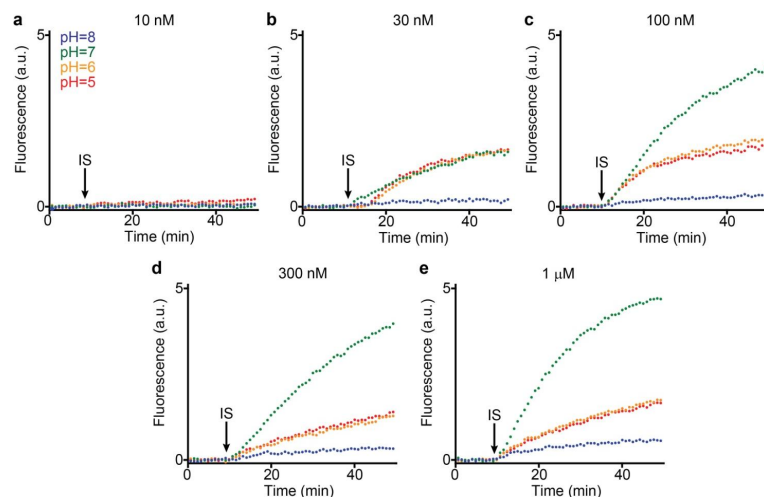 a 10 nM
5
pH=8
pH=7
pH=6
pH=5
Fluorescence (a.u.)
IS
0
0 20 40
Time (min)
b 30 nM
5
Fluorescence (a.u.)
IS
0
0 20 40
Time (min)
c 100 nM
5
Fluorescence (a.u.)
IS
0
0 20 40
Time (min)
d 300 nM
5
Fluorescence (a.u.)
IS
0
0 20 40
Time (min)
e 1 μM
5
Fluorescence (a.u.)
IS
0
0 20 40
Time (min)